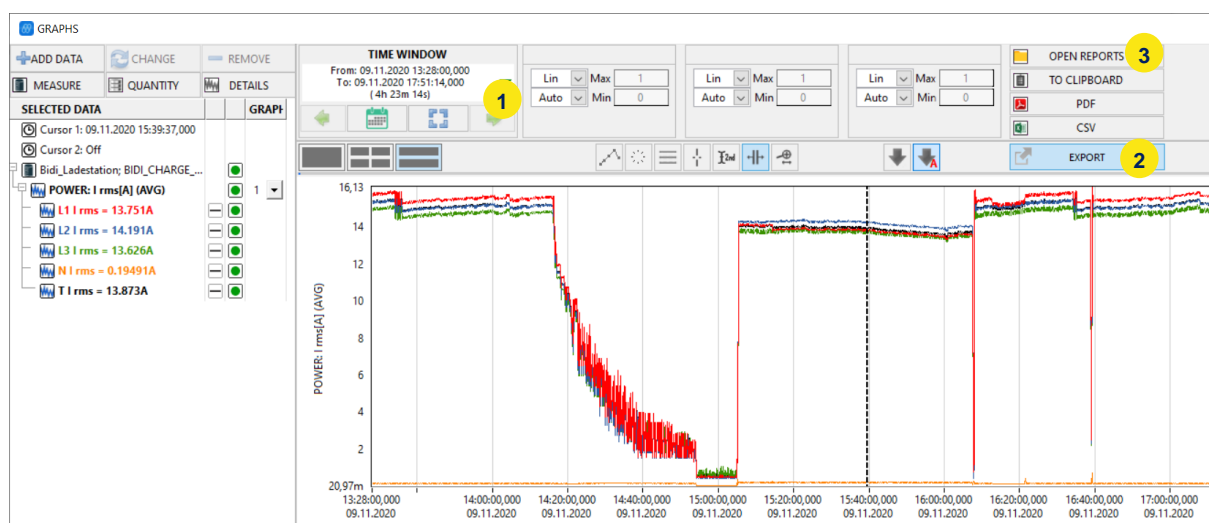 GRAPHS
ADD DATA CHANGE REMOVE
MEASURE QUANTITY DETAILS
SELECTED DATA GRAPH
Cursor 1: 09.11.2020 15:39:37,000
Cursor 2: Off
Bidi_Ladestation; BIDI_CHARGE_...
POWER: I rms[A] (AVG) 1
L1 I rms = 13.751A
L2 I rms = 14.191A
L3 I rms = 13.626A
N I rms = 0.19491A
T I rms = 13.873A
TIME WINDOW
From: 09.11.2020 13:28:00,000
To: 09.11.2020 17:51:14,000
( 4h 23m 14s)
1
Lin Max 1
Auto Min 0
Lin Max 1
Auto Min 0
Lin Max 1
Auto Min 0
OPEN REPORTS 3
TO CLIPBOARD
PDF
CSV
EXPORT 2
2nd
A
POWER: I rms[A] (AVG)
16,13
14
12
10
8
6
4
2
20,97m
13:28:00,000 14:00:00,000 14:20:00,000 14:40:00,000 15:00:00,000 15:20:00,000 15:40:00,000 16:00:00,000 16:20:00,000 16:40:00,000 17:00:00,000
09.11.2020 09.11.2020 09.11.2020 09.11.2020 09.11.2020 09.11.2020 09.11.2020 09.11.2020 09.11.2020 09.11.2020 09.11.2020